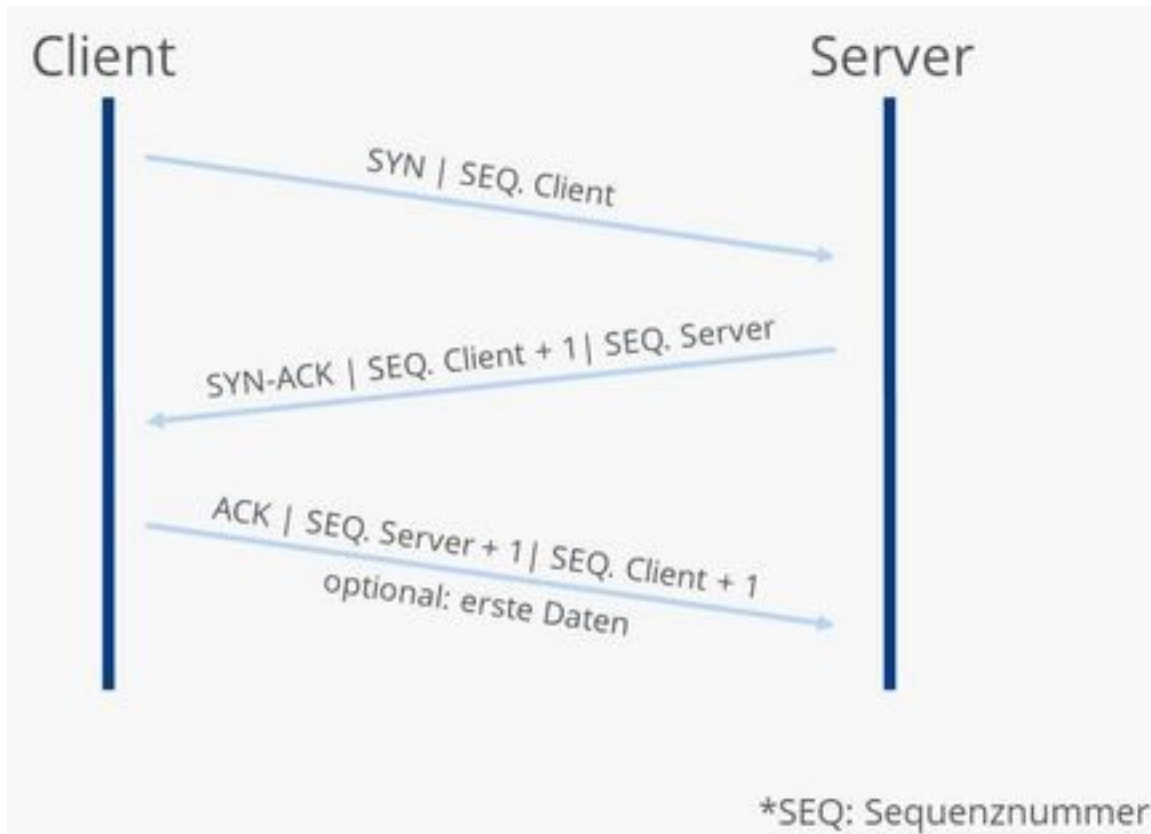 Client
Server
SYN | SEQ. Client
SYN-ACK | SEQ. Client + 1| SEQ. Server
ACK | SEQ. Server + 1| SEQ. Client + 1
optional: erste Daten
*SEQ: Sequenznummer